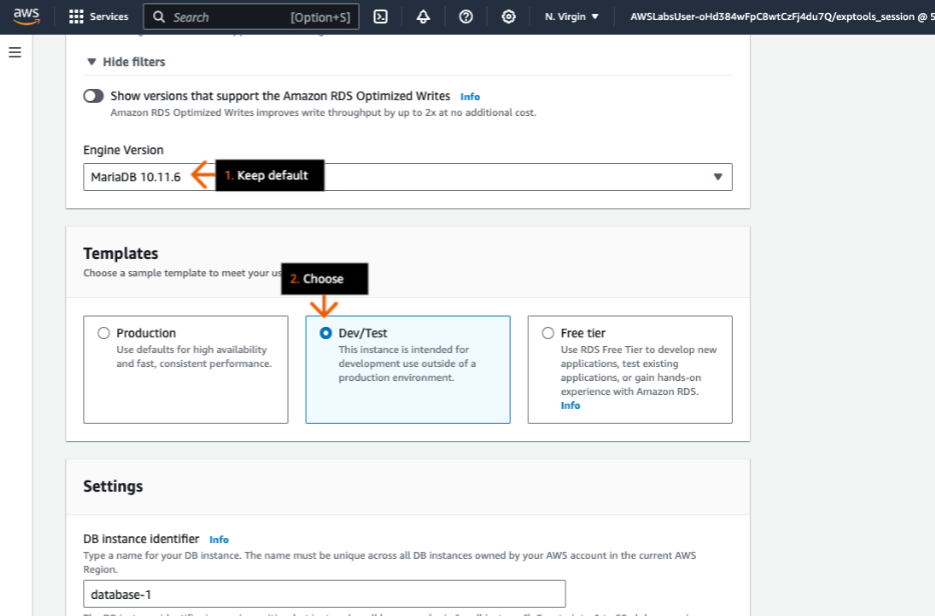 aws Services Search [Option+S] N. Virgin AWSLabsUser-oHd384wFpC8wtCzFj4du7Q/exptools_session @ 5
Hide filters
Show versions that support the Amazon RDS Optimized Writes Info
Amazon RDS Optimized Writes improves write throughput by up to 2x at no additional cost.
Engine Version
MariaDB 10.11.6
1. Keep default
Templates
Choose a sample template to meet your us
2. Choose
Production
Use defaults for high availability
and fast, consistent performance.
Dev/Test
This instance is intended for
development use outside of a
production environment.
Free tier
Use RDS Free Tier to develop new
applications, test existing
applications, or gain hands-on
experience with Amazon RDS.
Info
Settings
DB instance identifier Info
Type a name for your DB instance. The name must be unique across all DB instances owned by your AWS account in the current AWS
Region.
database-1